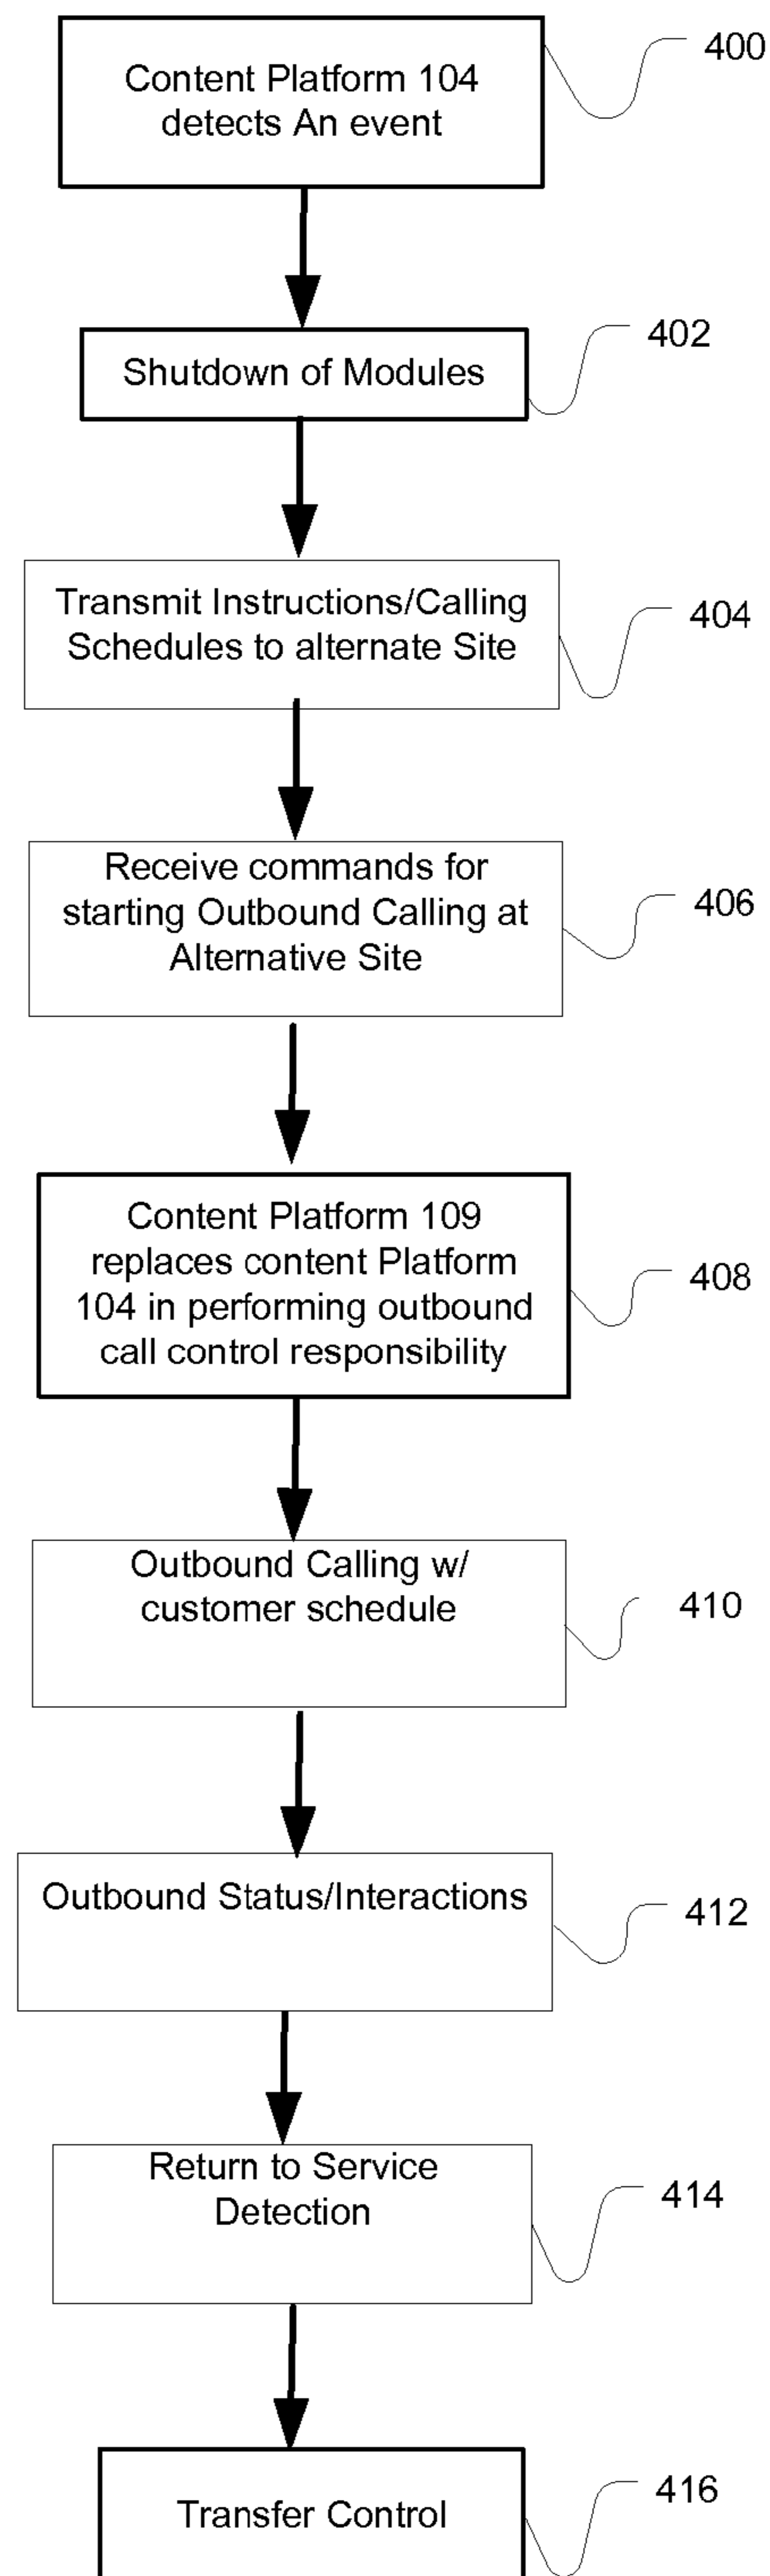 Content Platform 104
detects An event
400
Shutdown of Modules
402
Transmit Instructions/Calling
Schedules to alternate Site
404
Receive commands for
starting Outbound Calling at
Alternative Site
406
Content Platform 109
replaces content Platform
104 in performing outbound
call control responsibility
408
Outbound Calling w/
customer schedule
410
Outbound Status/Interactions
412
Return to Service
Detection
414
Transfer Control
416